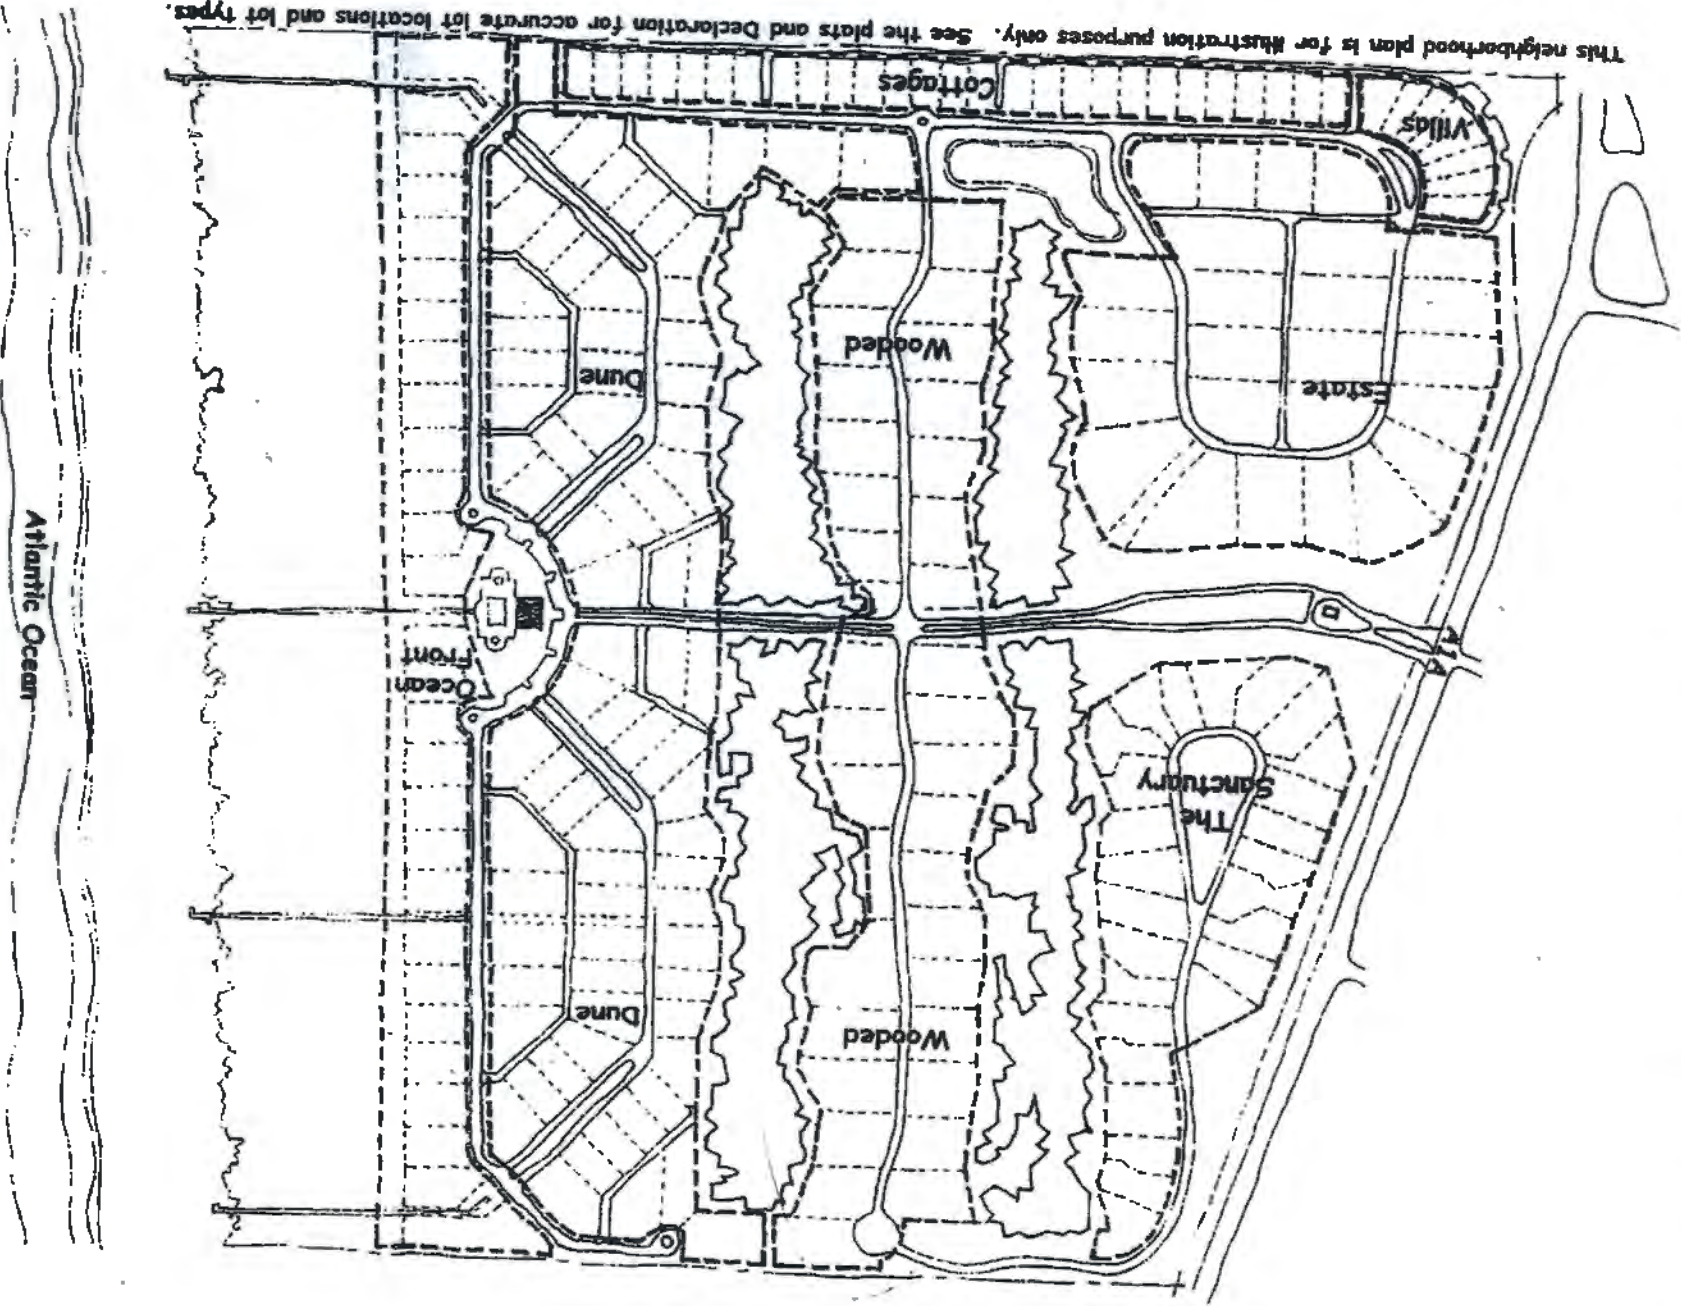 This neighborhood plan is for illustration purposes only. See the plats and Declaration for accurate lot locations and lot types.
Cottages
Villas
Wooded
Dune
Estate
Atlantic Ocean
Ocean
Front
The
Sanctuary
Dune
Wooded